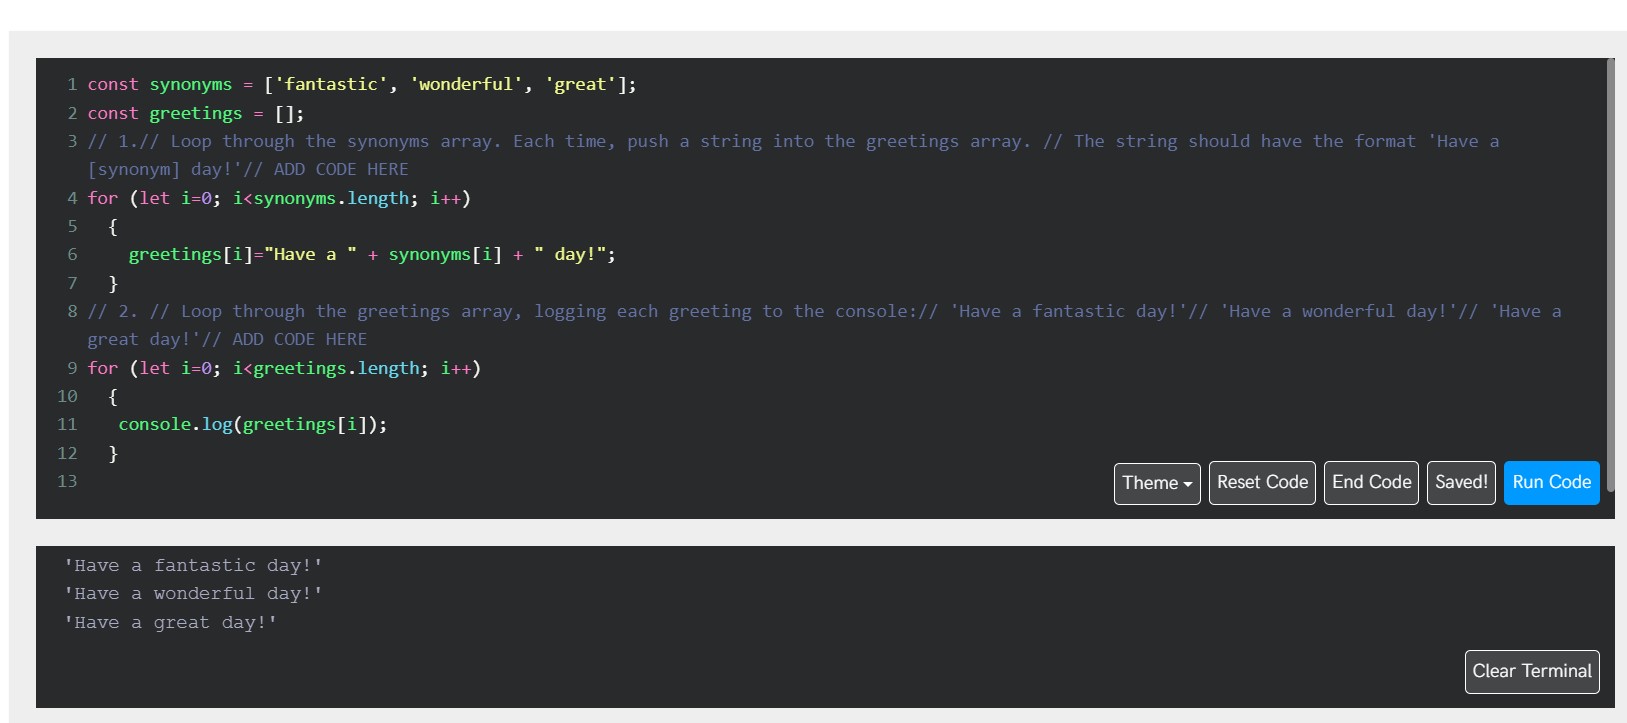 1 const synonyms = ['fantastic', 'wonderful', 'great'];
2 const greetings = [];
3 // 1.// Loop through the synonyms array. Each time, push a string into the greetings array. // The string should have the format 'Have a
[synonym] day!'// ADD CODE HERE
4 for (let i=0; i<synonyms.length; i++)
5   {
6     greetings[i]="Have a " + synonyms[i] + " day!";
7   }
8 // 2. // Loop through the greetings array, logging each greeting to the console:// 'Have a fantastic day!'// 'Have a wonderful day!'// 'Have a
great day!'// ADD CODE HERE
9 for (let i=0; i<greetings.length; i++)
10   {
11    console.log(greetings[i]);
12   }
13
Theme Reset Code End Code Saved! Run Code
'Have a fantastic day!'
'Have a wonderful day!'
'Have a great day!'
Clear Terminal